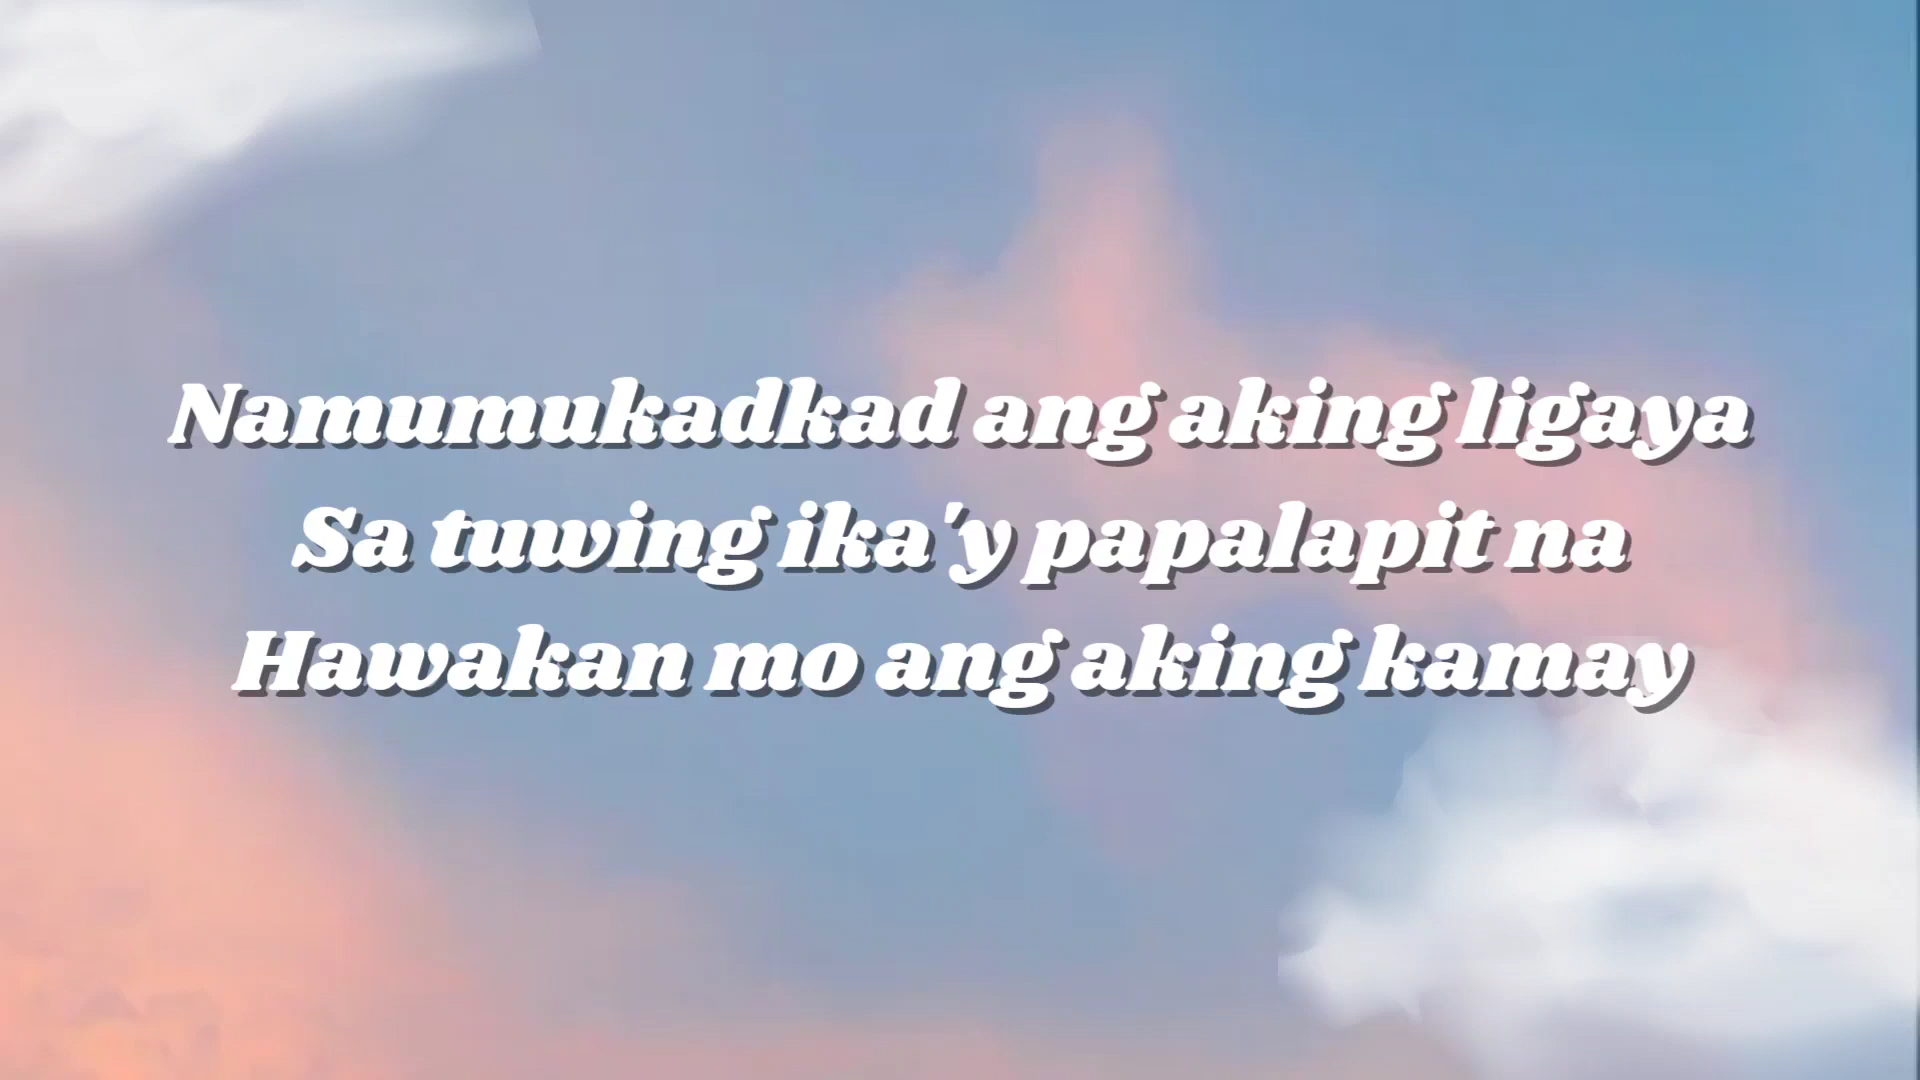 Namumukadkad ang aking ligaya
Sa tuwing ika'y papalapit na
Hawakan mo ang aking kamay